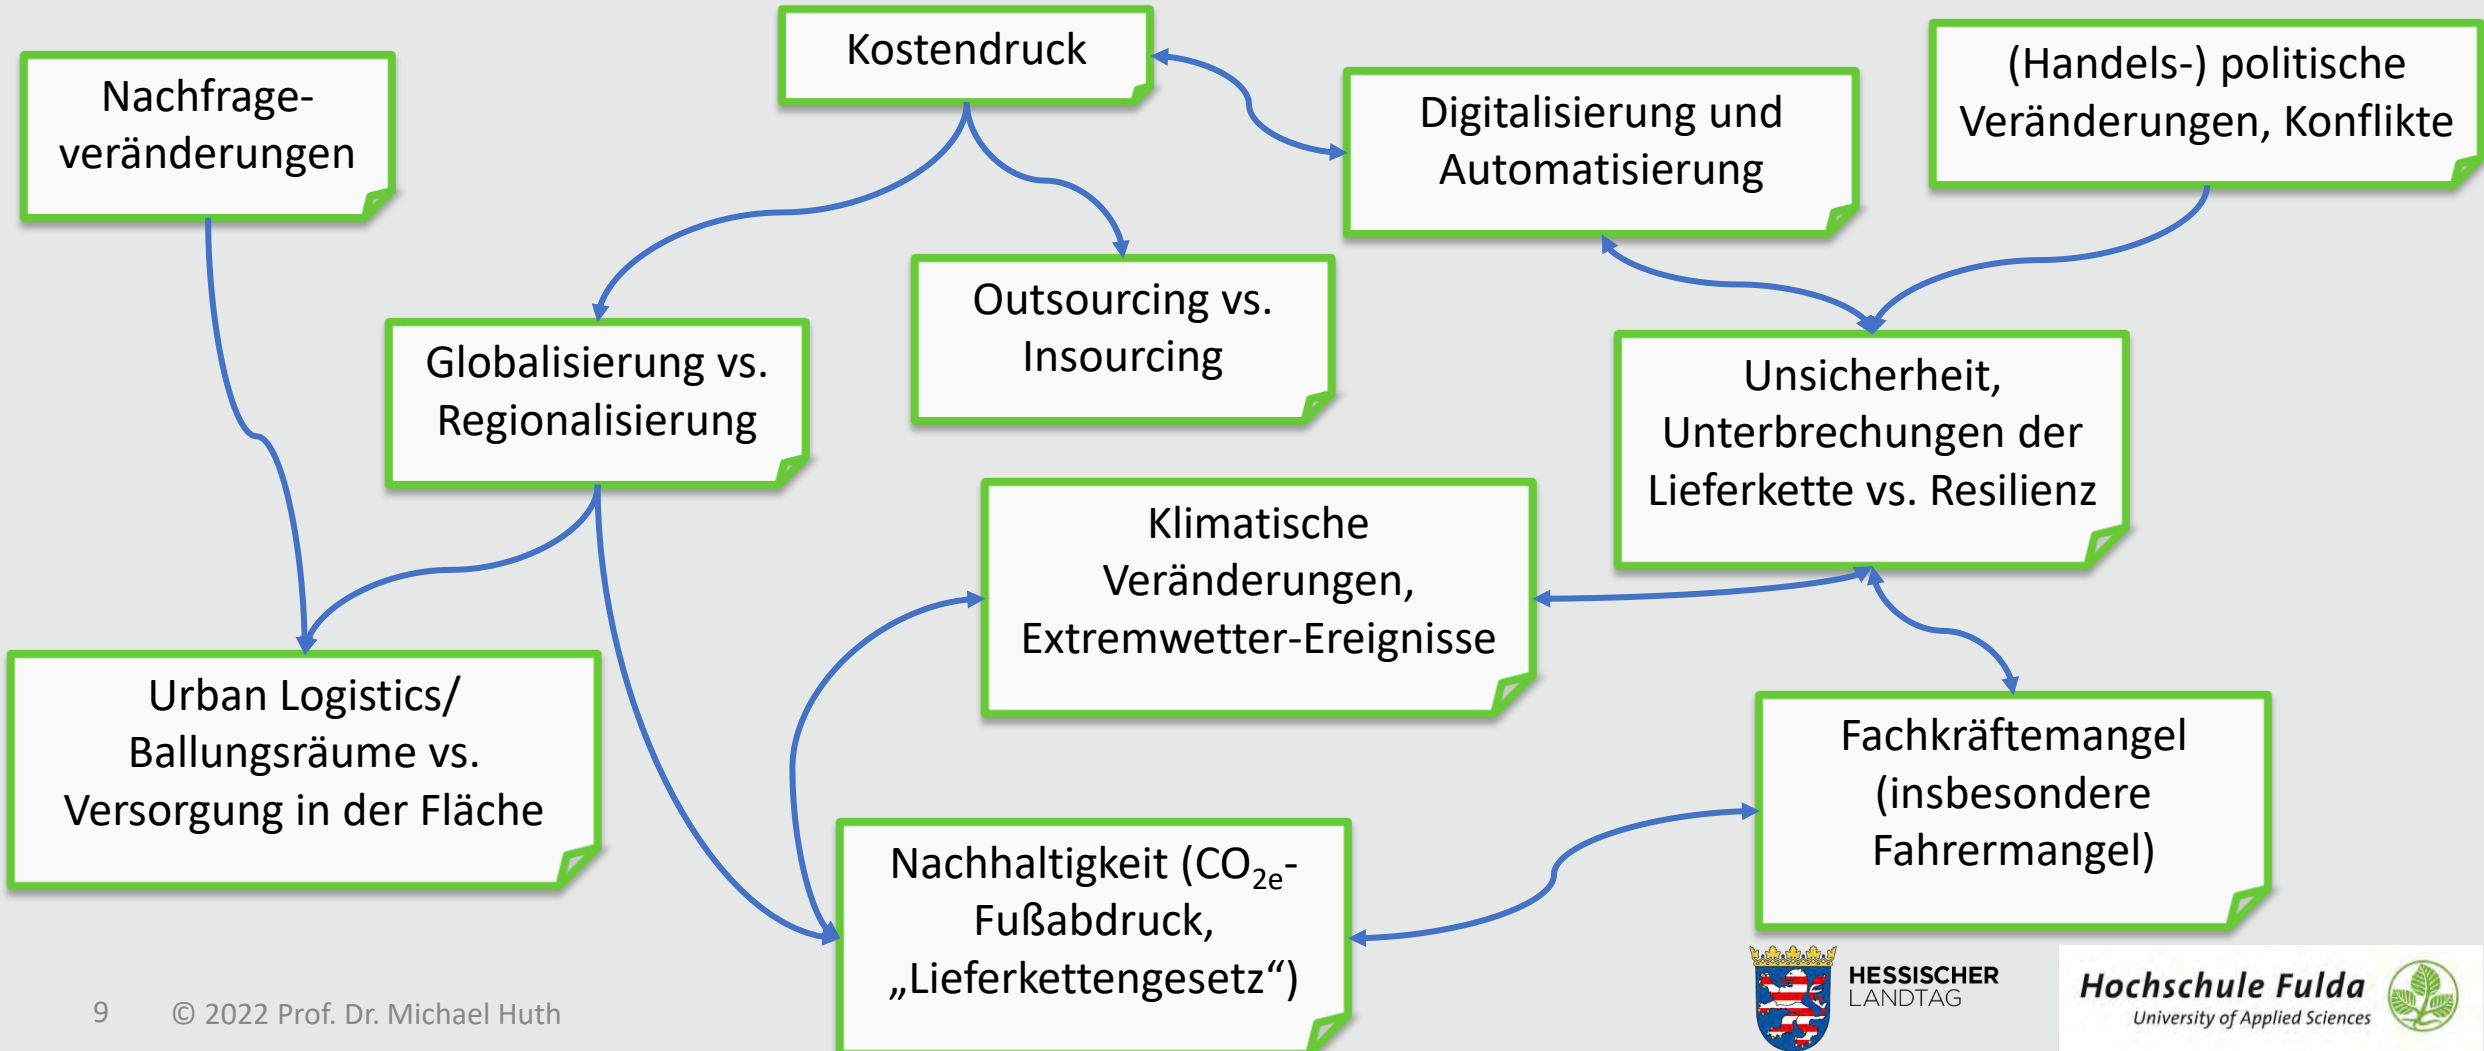 Nachfrage-
veränderungen
Kostendruck
Digitalisierung und
Automatisierung
(Handels-) politische
Veränderungen, Konflikte
Globalisierung vs.
Regionalisierung
Outsourcing vs.
Insourcing
Unsicherheit,
Unterbrechungen der
Lieferkette vs. Resilienz
Klimatische
Veränderungen,
Extremwetter-Ereignisse
Urban Logistics/
Ballungsräume vs.
Versorgung in der Fläche
Fachkräftemangel
(insbesondere
Fahrermangel)
Nachhaltigkeit (CO₂ₑ-
Fußabdruck,
„Lieferkettengesetz“)
9 © 2022 Prof. Dr. Michael Huth
HESSISCHER
LANDTAG
Hochschule Fulda
University of Applied Sciences